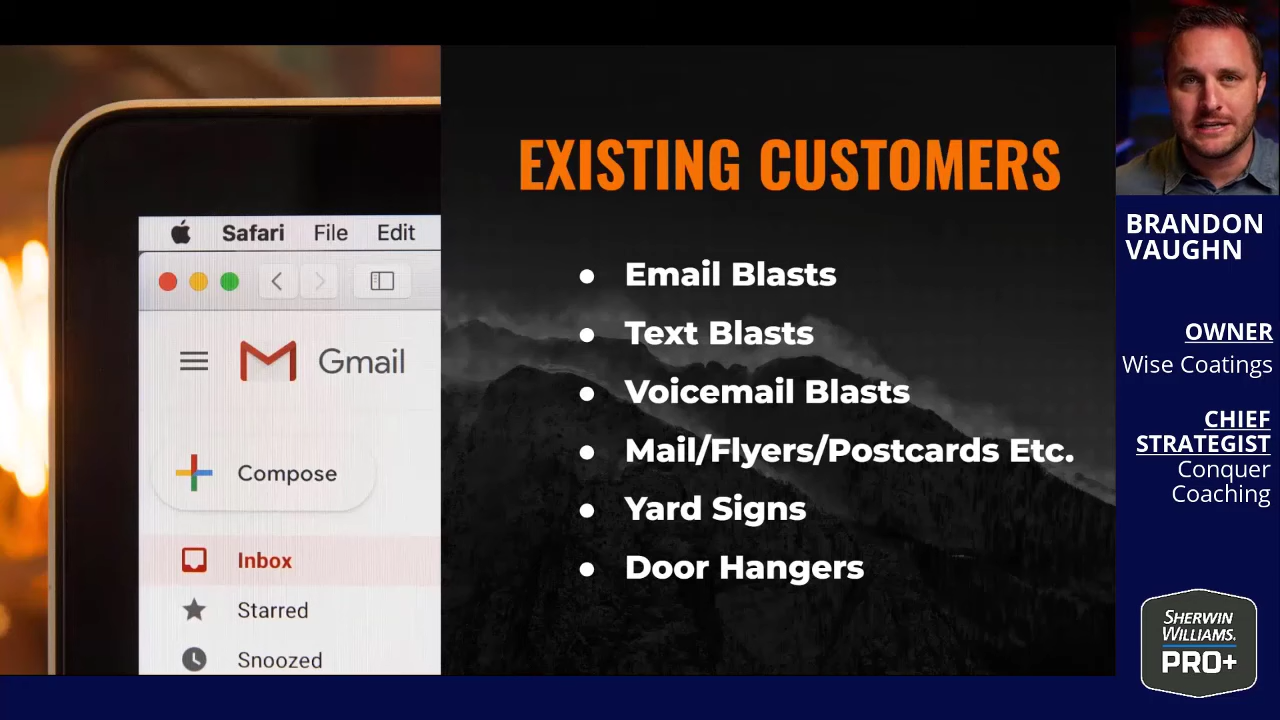 EXISTING CUSTOMERS
● Email Blasts
● Text Blasts
● Voicemail Blasts
● Mail/Flyers/Postcards Etc.
● Yard Signs
● Door Hangers
Safari File Edit
Gmail
Compose
Inbox
Starred
Snoozed
BRANDON
VAUGHN
OWNER
Wise Coatings
CHIEF
STRATEGIST
Conquer
Coaching
SHERWIN
WILLIAMS.
PRO+